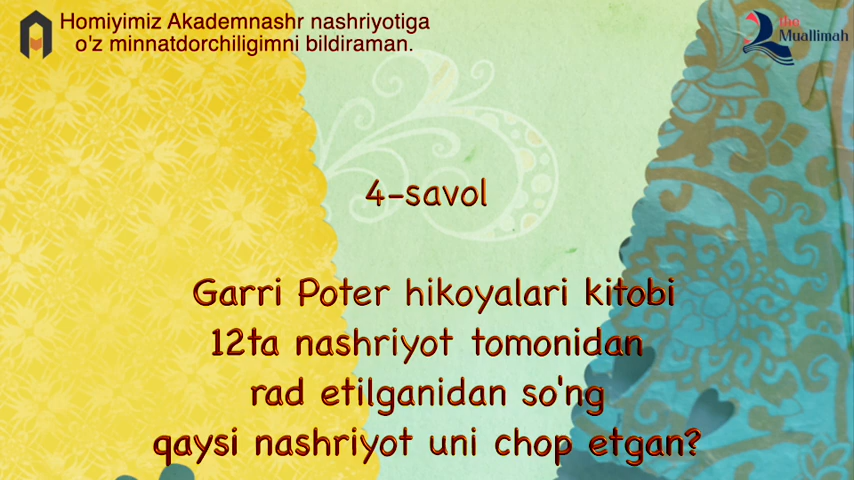 Homiyimiz Akademnashr nashriyotiga
o'z minnatdorchiligimni bildiraman.
the
Muallimah
4-savol
Garri Poter hikoyalari kitobi
12ta nashriyot tomonidan
rad etilganidan so'ng
qaysi nashriyot uni chop etgan?